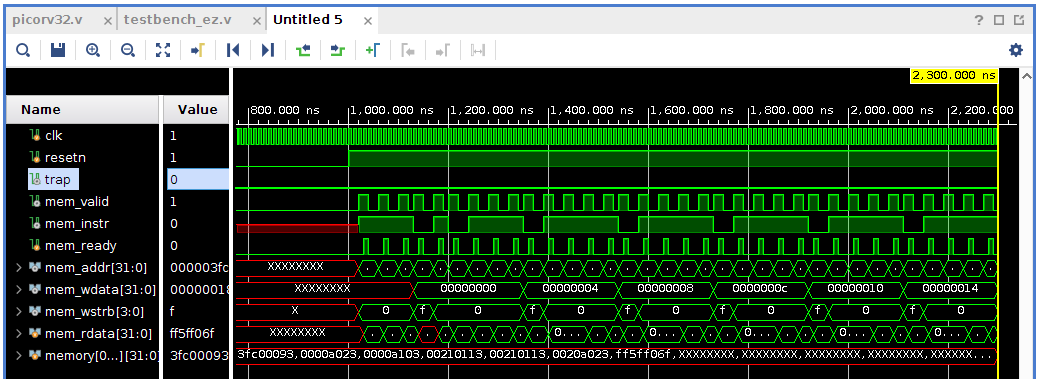 picorv32.v × testbench_ez.v × Untitled 5 ×
?
2,300.000 ns
Name Value
800.000 ns 1,000.000 ns 1,200.000 ns 1,400.000 ns 1,600.000 ns 1,800.000 ns 2,000.000 ns 2,200.000 ns
clk 1
resetn 1
trap 0
mem_valid 1
mem_instr 0
mem_ready 0
mem_addr[31:0] 000003fc XXXXXXXX
mem_wdata[31:0] 00000018 XXXXXXXX 00000000 00000004 00000008 0000000c 00000010 00000014
mem_wstrb[3:0] f X 0 f 0 f 0 f 0 f 0 f 0 f 0
mem_rdata[31:0] ff5ff06f XXXXXXXX 0... 0... 0... 0... 0...
memory[0...][31:0] 3fc00093 3fc00093,0000a023,0000a103,00210113,00210113,0020a023,ff5ff06f,XXXXXXXX,XXXXXXXX,XXXXXXXX,XXXXXXXX,XXXXXX...